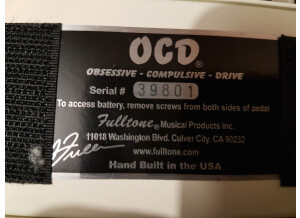 OCD®
OBSESSIVE - COMPULSIVE - DRIVE
Serial # 39801
To access battery, remove screws from both sides of pedal
Fulltone® Musical Products Inc.
11018 Washington Blvd. Culver City, CA 90232
www.fulltone.com
Hand Built in the USA